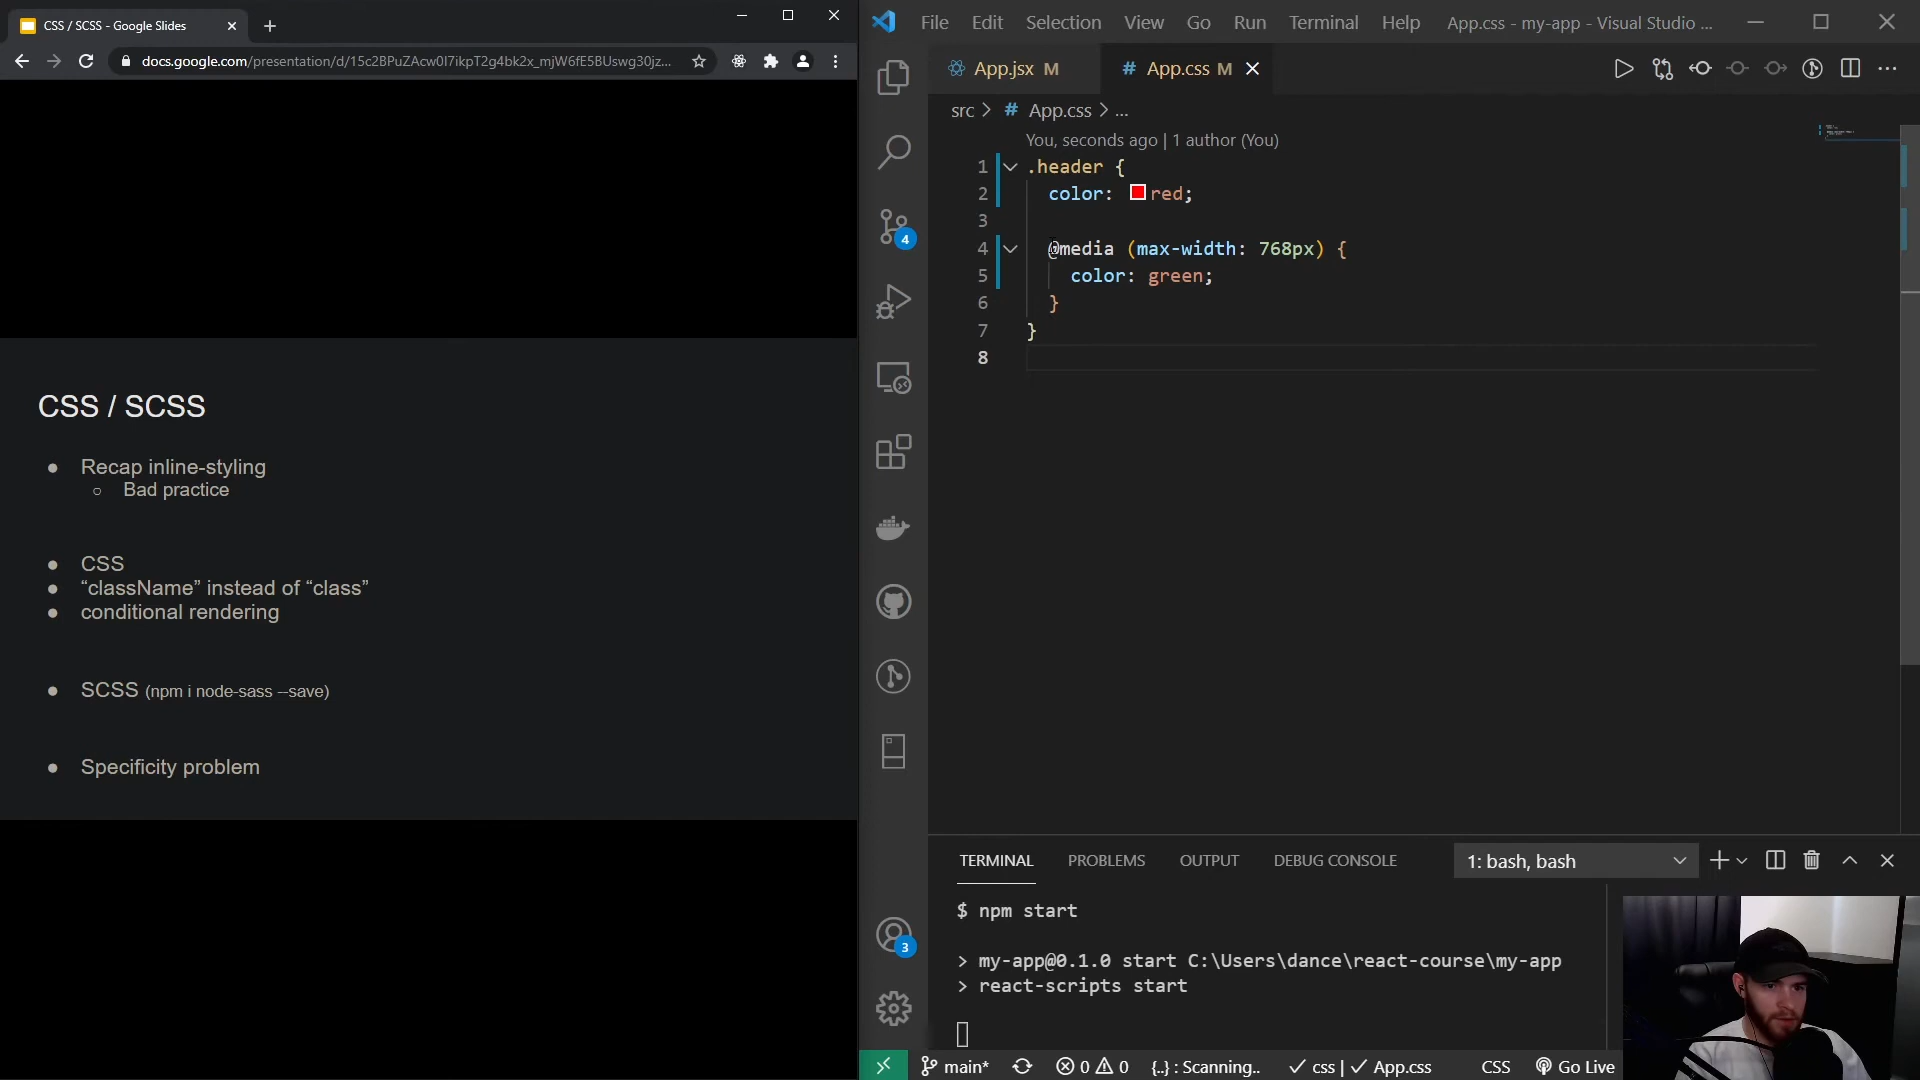 CSS / SCSS - Google Slides
docs.google.com/presentation/d/15c2BPuZAcw0I7ikpT2g4bk2x_mjW6fE5BUswg30jz...
CSS / SCSS
Recap inline-styling
Bad practice
CSS
“className” instead of “class”
conditional rendering
SCSS (npm i node-sass --save)
Specificity problem
File Edit Selection View Go Run Terminal Help App.css - my-app - Visual Studio ...
App.jsx M # App.css M
src > # App.css > ...
You, seconds ago | 1 author (You)
1 .header {
2 color: red;
3
4 @media (max-width: 768px) {
5 color: green;
6 }
7 }
8
4
3
TERMINAL PROBLEMS OUTPUT DEBUG CONSOLE 1: bash, bash
$ npm start
> my-app@0.1.0 start C:\Users\dance\react-course\my-app
> react-scripts start
main* 0 0 {..} : Scanning.. css | App.css CSS Go Live